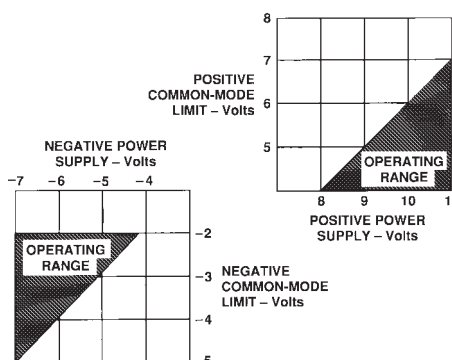 8
7
POSITIVE
COMMON-MODE
LIMIT – Volts
6
5
OPERATING
RANGE
8 9 10 1
POSITIVE POWER
SUPPLY – Volts
NEGATIVE POWER
SUPPLY – Volts
–7 –6 –5 –4
–2
OPERATING
RANGE
–3
NEGATIVE
COMMON-MODE
LIMIT – Volts
–4
–5